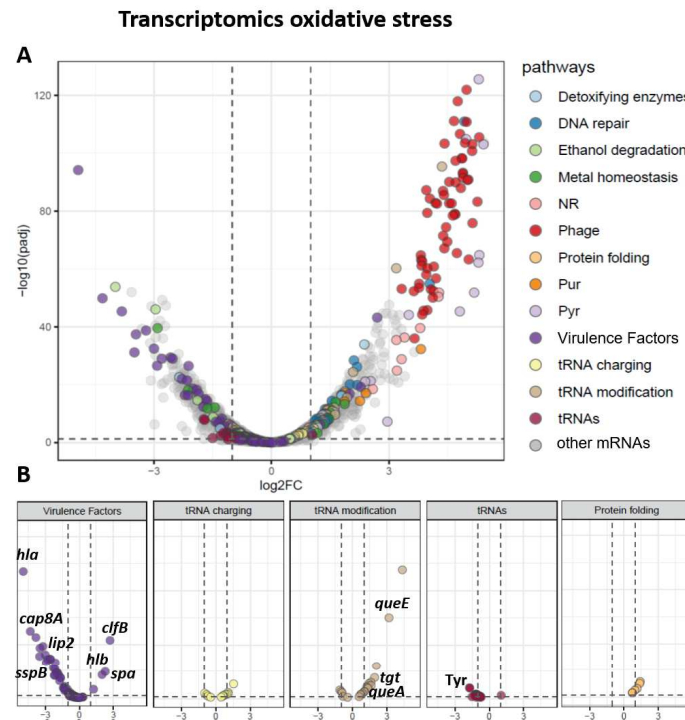 Transcriptomics oxidative stress
A
120
80
40
0
−log10(padj)
−3
0
3
log2FC
pathways
Detoxifying enzymes
DNA repair
Ethanol degradation
Metal homestasis
NR
Phage
Protein folding
Pur
Pyr
Virulence Factors
tRNA charging
tRNA modification
tRNAs
other mRNAs
B
Virulence Factors
tRNA charging
tRNA modification
tRNAs
Protein folding
hla
cap8A
clfB
lip2
hlb
sspB
spa
queE
tgt
queA
Tyr
−3 0 3 −3 0 3 −3 0 3 −3 0 3 −3 0 3